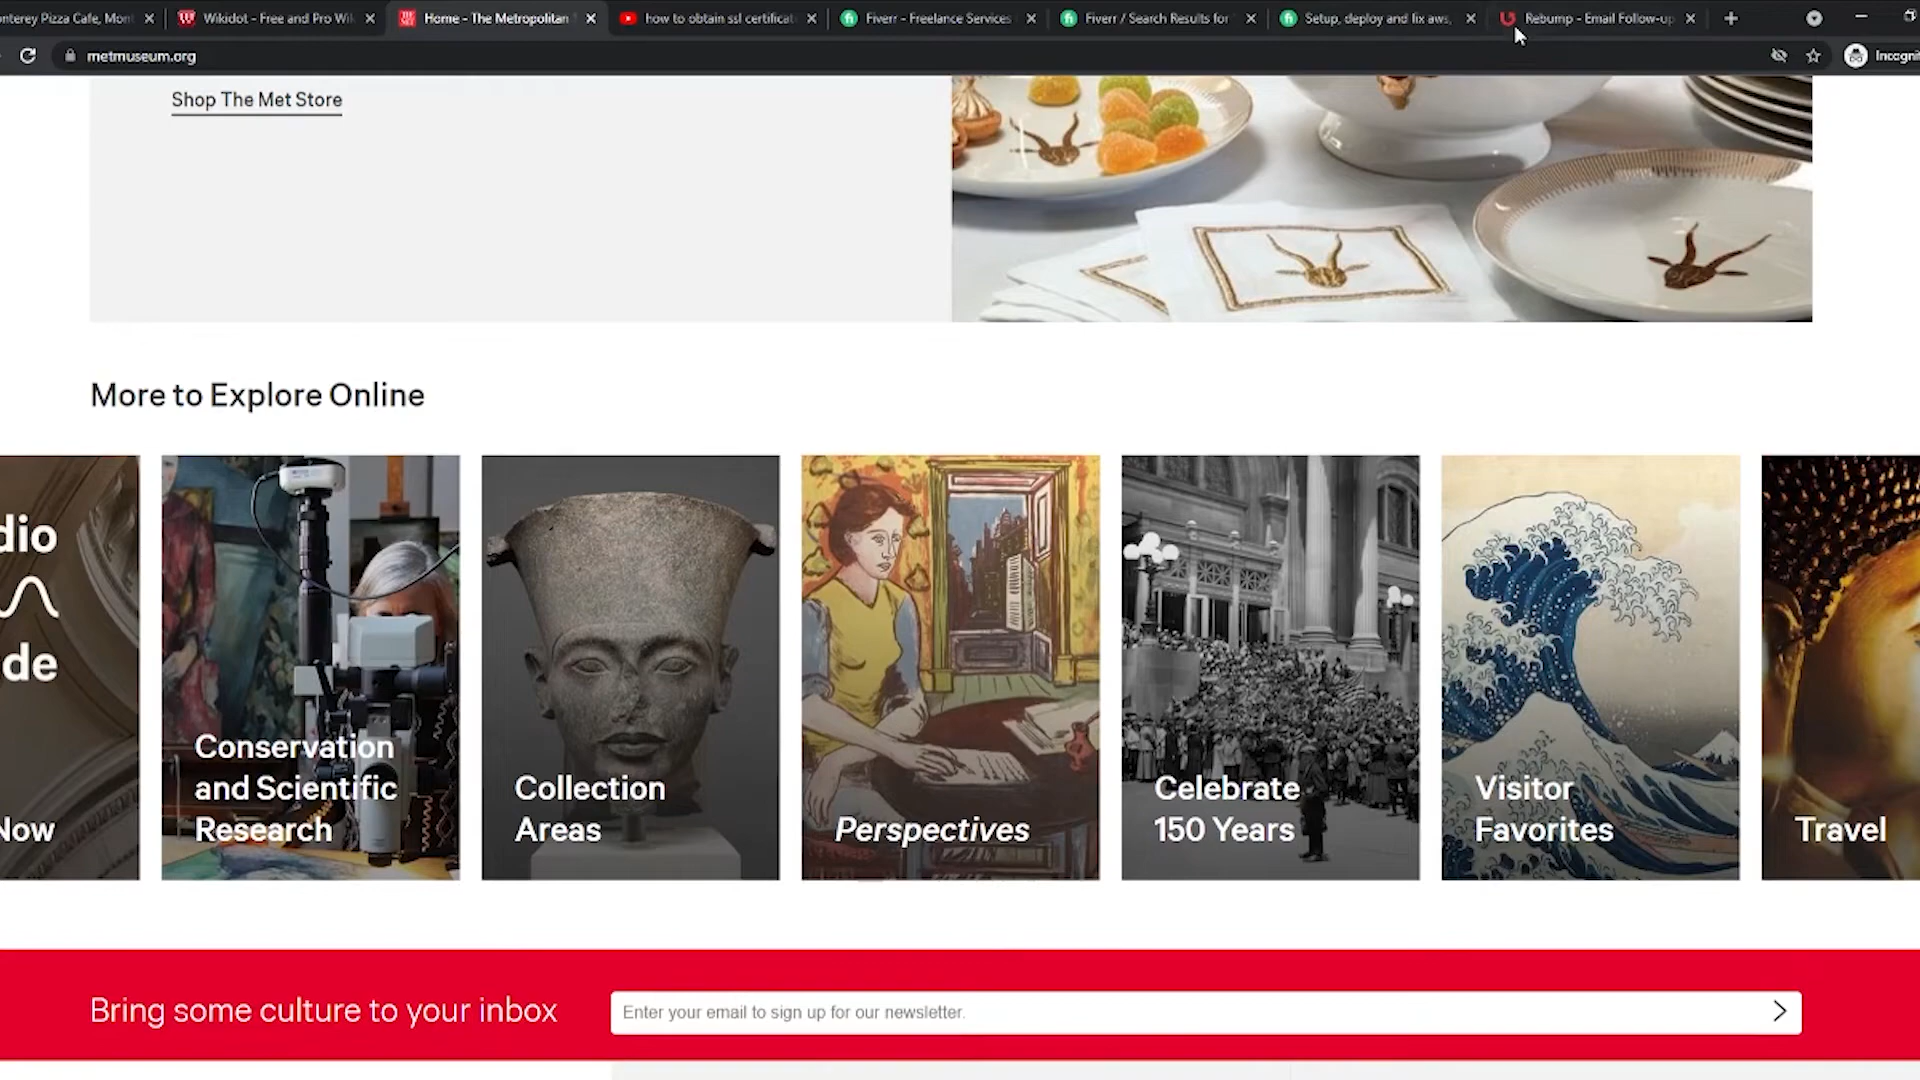 Wikidot - Free and Pro Wi
Home - The Metropolitan
how to obtain ssl certificat
Fiverr - Freelance Services
Fiverr / Search Results for
Setup, deploy and fix aws,
Rebump - Email Follow-up
Pizza Cafe, Mont
metmuseum.org
Incogni
Shop The Met Store
More to Explore Online
dio
de
Now
Conservation
and Scientific
Research
Collection
Areas
Perspectives
Celebrate
150 Years
Visitor
Favorites
Travel
Bring some culture to your inbox
Enter your email to sign up for our newsletter.